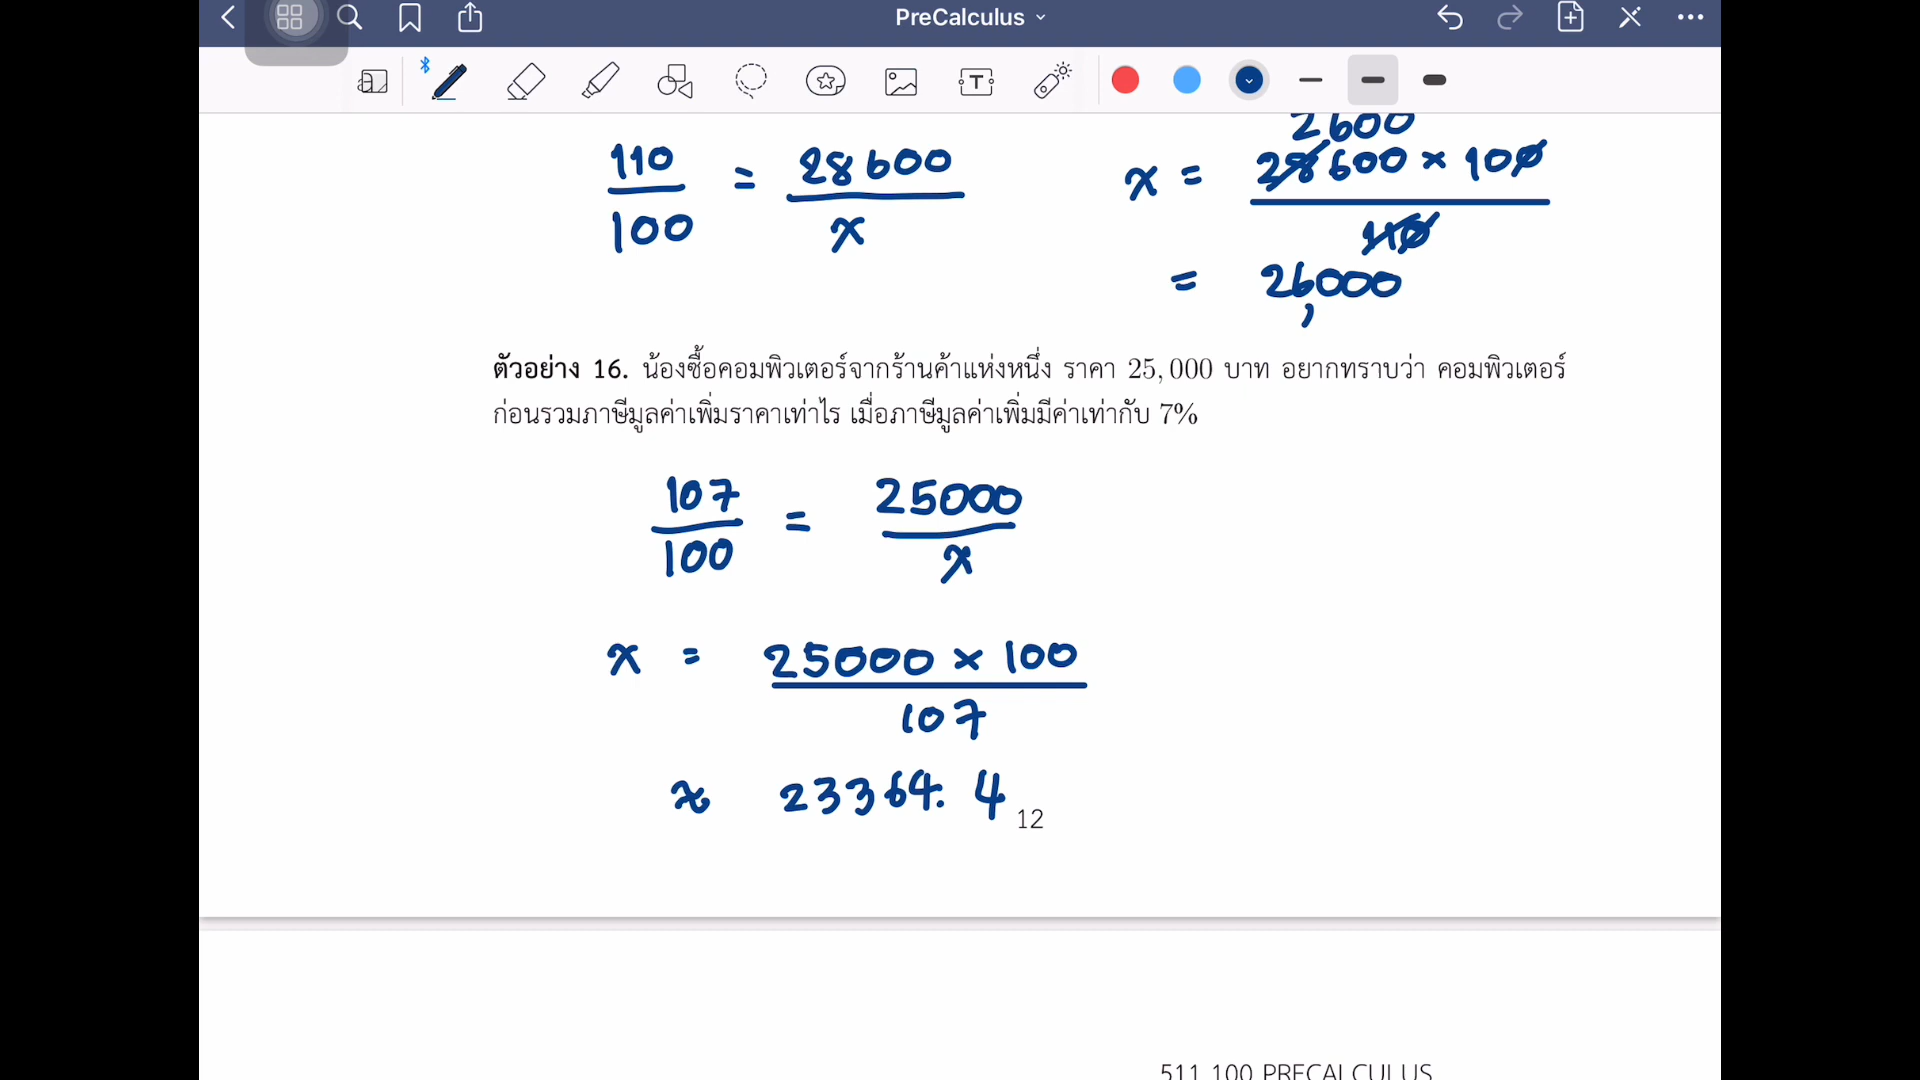 PreCalculus
2600
110/100 = 28600/x
x = 28600 × 100/110
= 26,000
ตัวอย่าง 16. น้องซื้อคอมพิวเตอร์จากร้านค้าแห่งหนึ่ง ราคา 25,000 บาท อยากทราบว่า คอมพิวเตอร์
ก่อนรวมภาษีมูลค่าเพิ่มราคาเท่าไร เมื่อภาษีมูลค่าเพิ่มมีค่าเท่ากับ 7%
107/100 = 25000/x
x = 25000 × 100/107
≈ 23364.4
12
511 100 PRECALCULUS